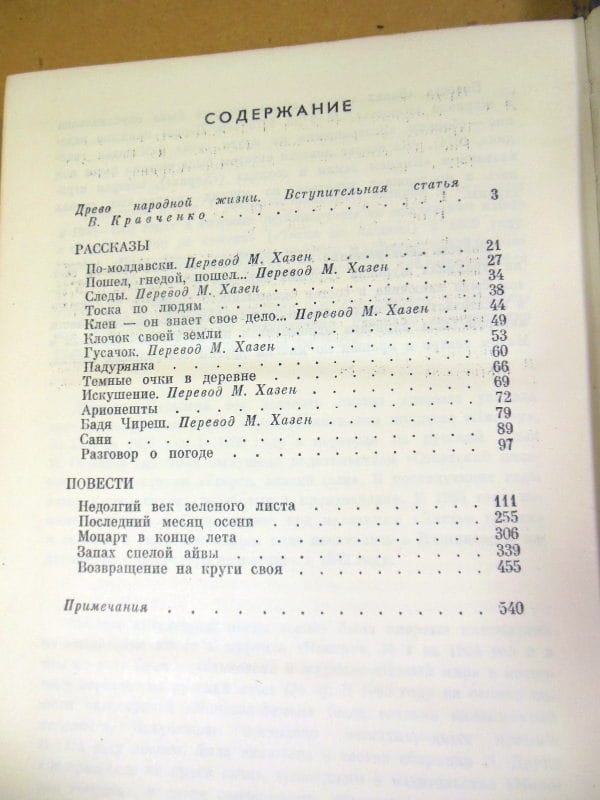 СОДЕРЖАНИЕ
Древо народной жизни. Вступительная статья
В. Кравченко . . . . . . . . . . . . 3
РАССКАЗЫ
По-молдавски. Перевод М. Хазен . . . . . . 21
Пошел, гнедой, пошел... Перевод М. Хазен . . . 27
Следы. Перевод М. Хазен . . . . . . . . 34
Тоска по людям . . . . . . . . . . . 38
Клен — он знает свое дело... Перевод М. Хазен . . 44
Клочок своей земли . . . . . . . . . . 49
Гусачок. Перевод М. Хазен . . . . . . . . 53
Падурянка . . . . . . . . . . . . . 60
Темные очки в деревне . . . . . . . . . 66
Искушение. Перевод М. Хазен . . . . . . . 69
Арионешты . . . . . . . . . . . . . 72
Бадя Чиреш. Перевод М. Хазен . . . . . . . 79
Сани . . . . . . . . . . . . . . . 89
Разговор о погоде . . . . . . . . . . . 97
ПОВЕСТИ
Недолгий век зеленого листа . . . . . . . 111
Последний месяц осени . . . . . . . . . 255
Моцарт в конце лета . . . . . . . . . . 306
Запах спелой айвы . . . . . . . . . . . 339
Возвращение на круги своя . . . . . . . . 455
Примечания . . . . . . . . . . . . . 540